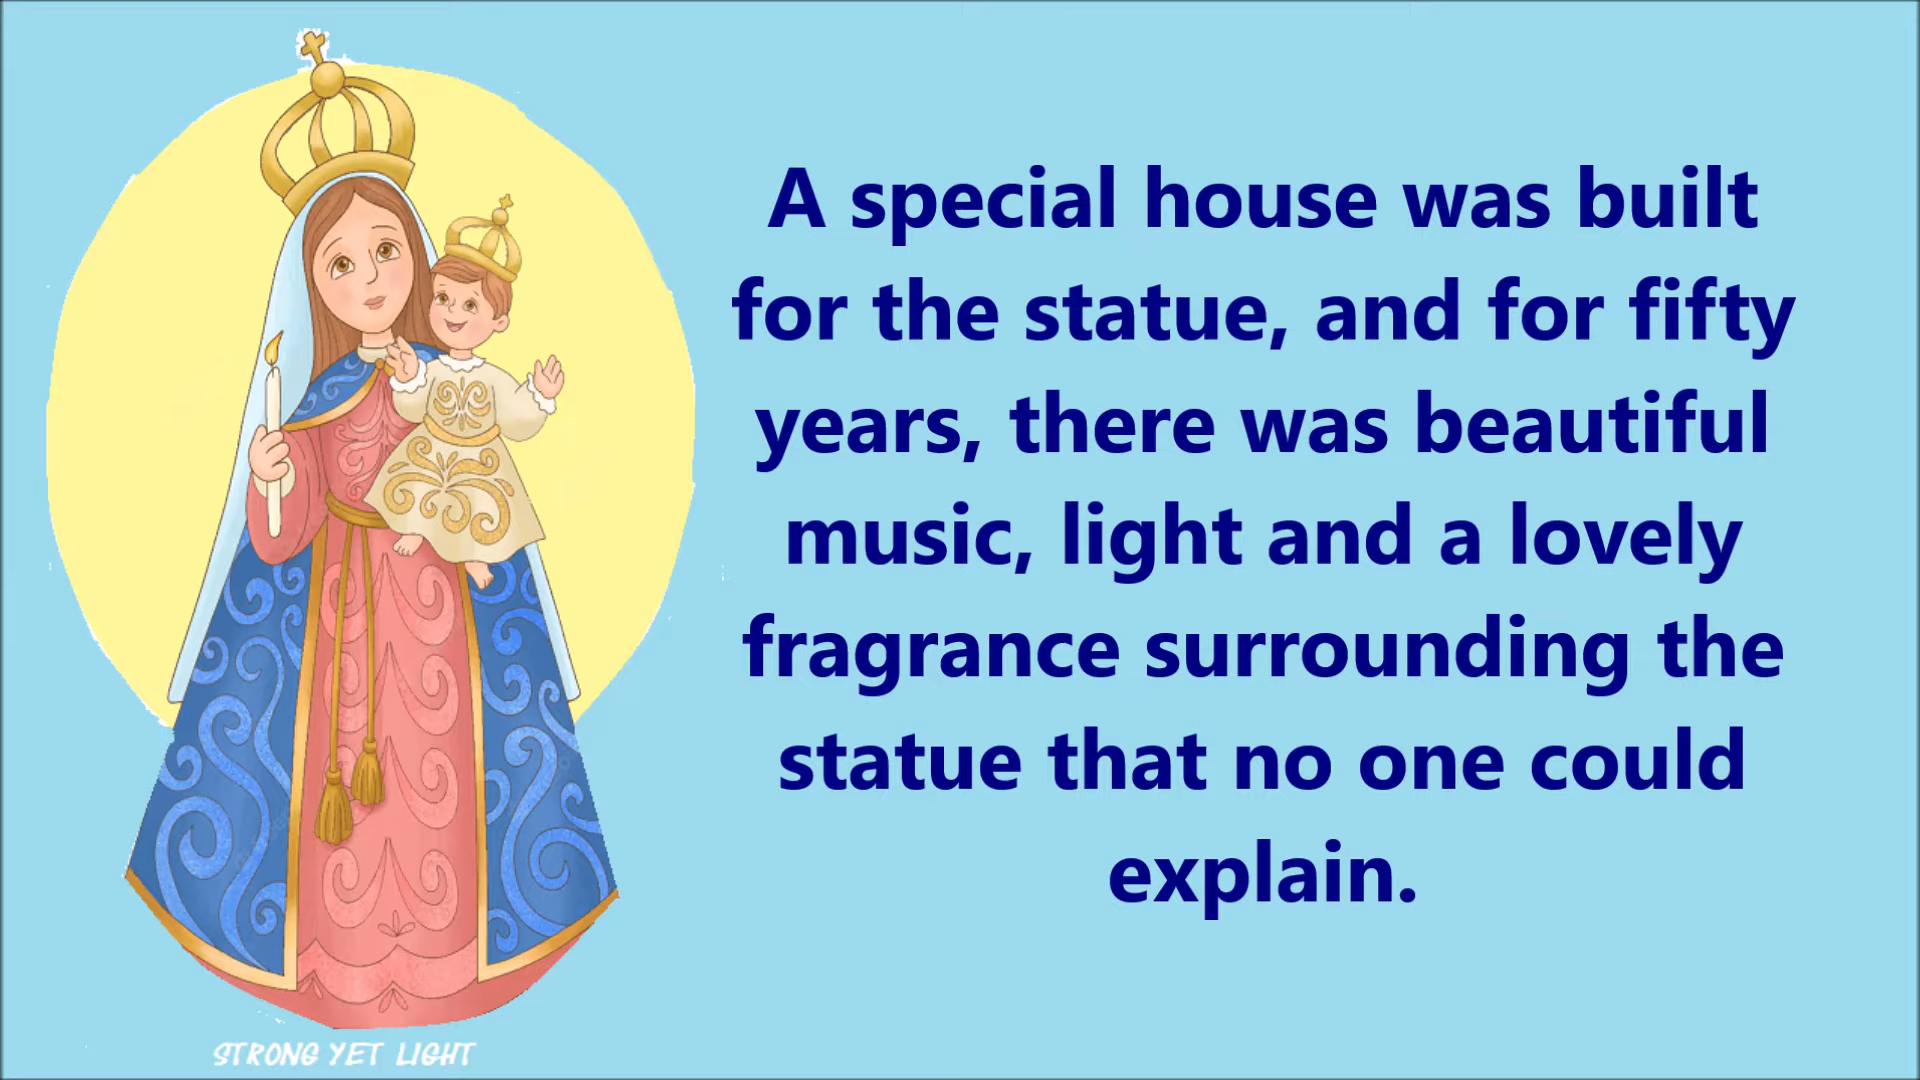 A special house was built
for the statue, and for fifty
years, there was beautiful
music, light and a lovely
fragrance surrounding the
statue that no one could
explain.
STRONG YET LIGHT